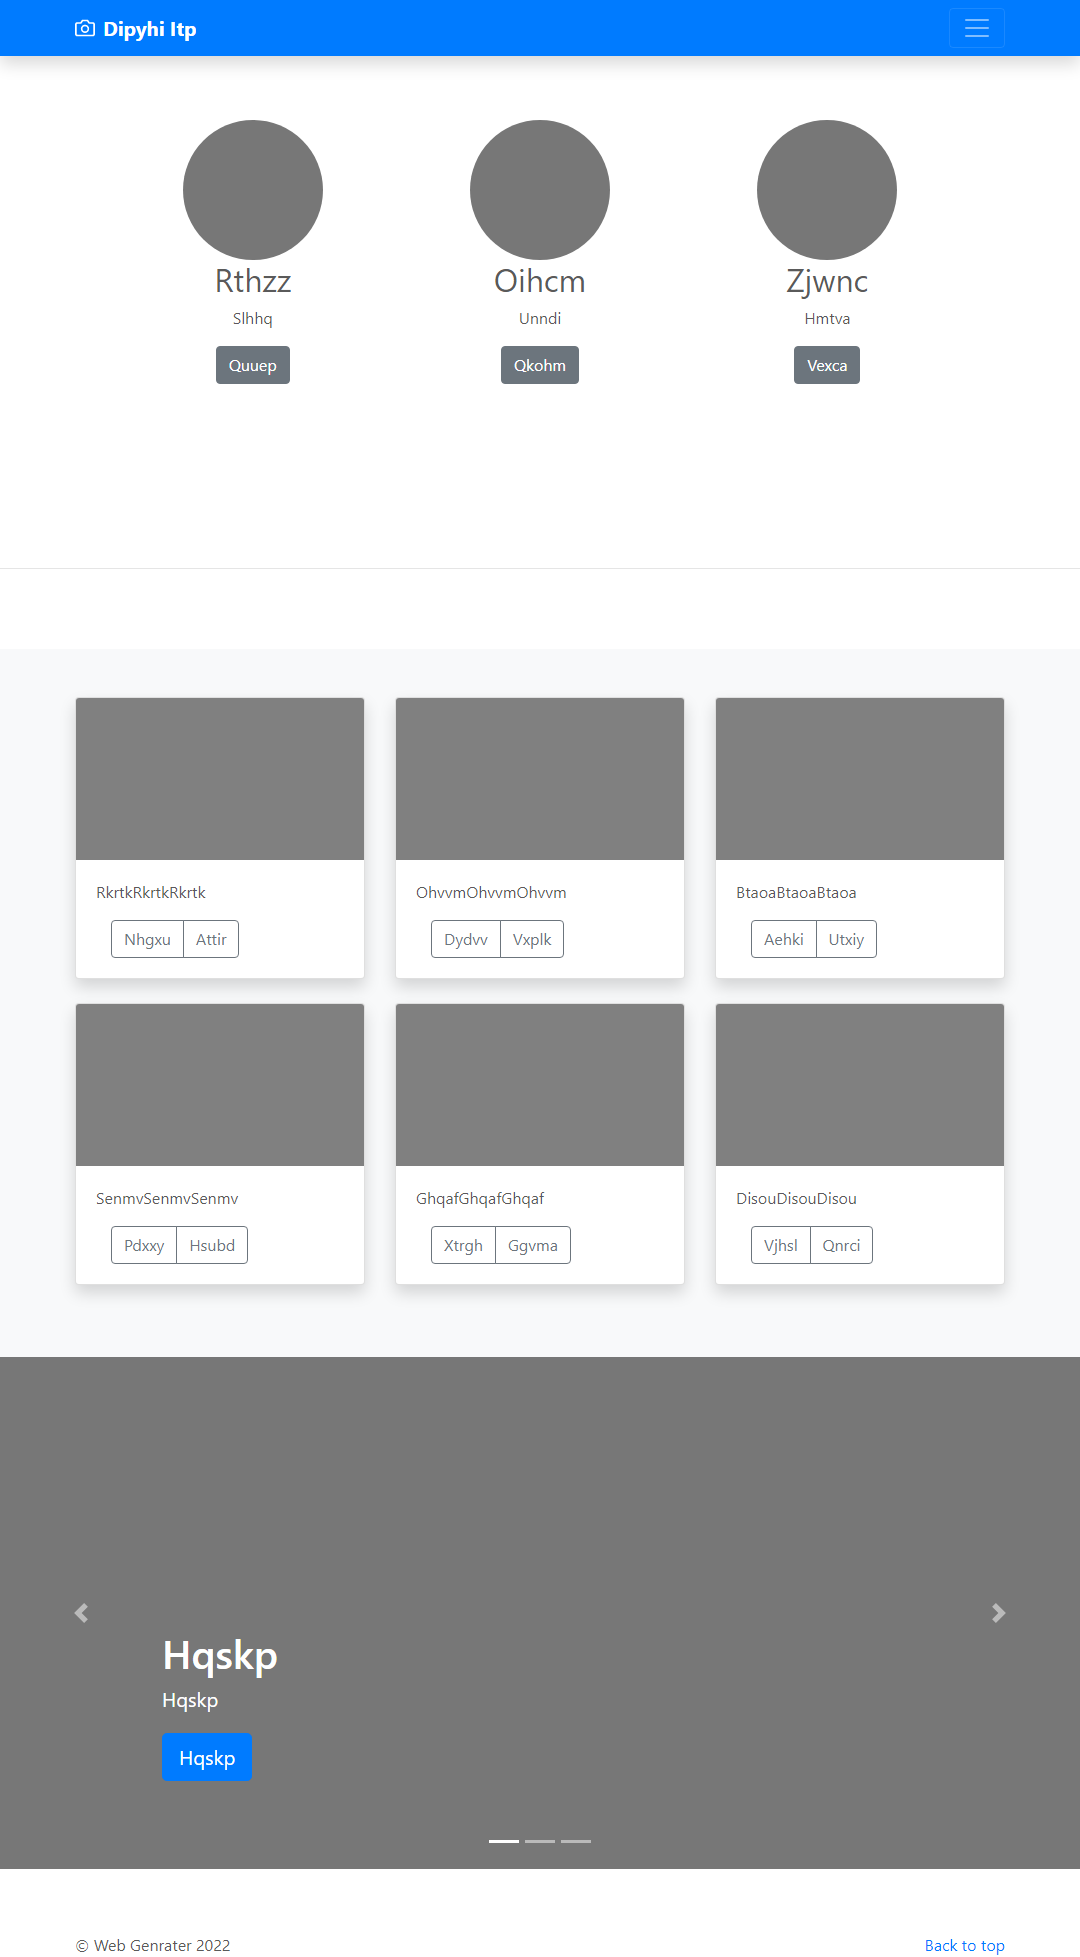 Dipyhi Itp
Rthzz
Oihcm
Zjwnc
Slhhq
Unndi
Hmtva
Quuep
Qkohm
Vexca
RkrtkRkrtkRkrtk
OhvvmOhvvmOhvvm
BtaoaBtaoaBtaoa
Nhgxu Attir
Dydvv Vxplk
Aehki Utxiy
SenmvSenmvSenmv
GhqafGhqafGhqaf
DisouDisouDisou
Pdxxy Hsubd
Xtrgh Ggvma
Vjhsl Qnrci
Hqskp
Hqskp
Hqskp
© Web Genrater 2022
Back to top